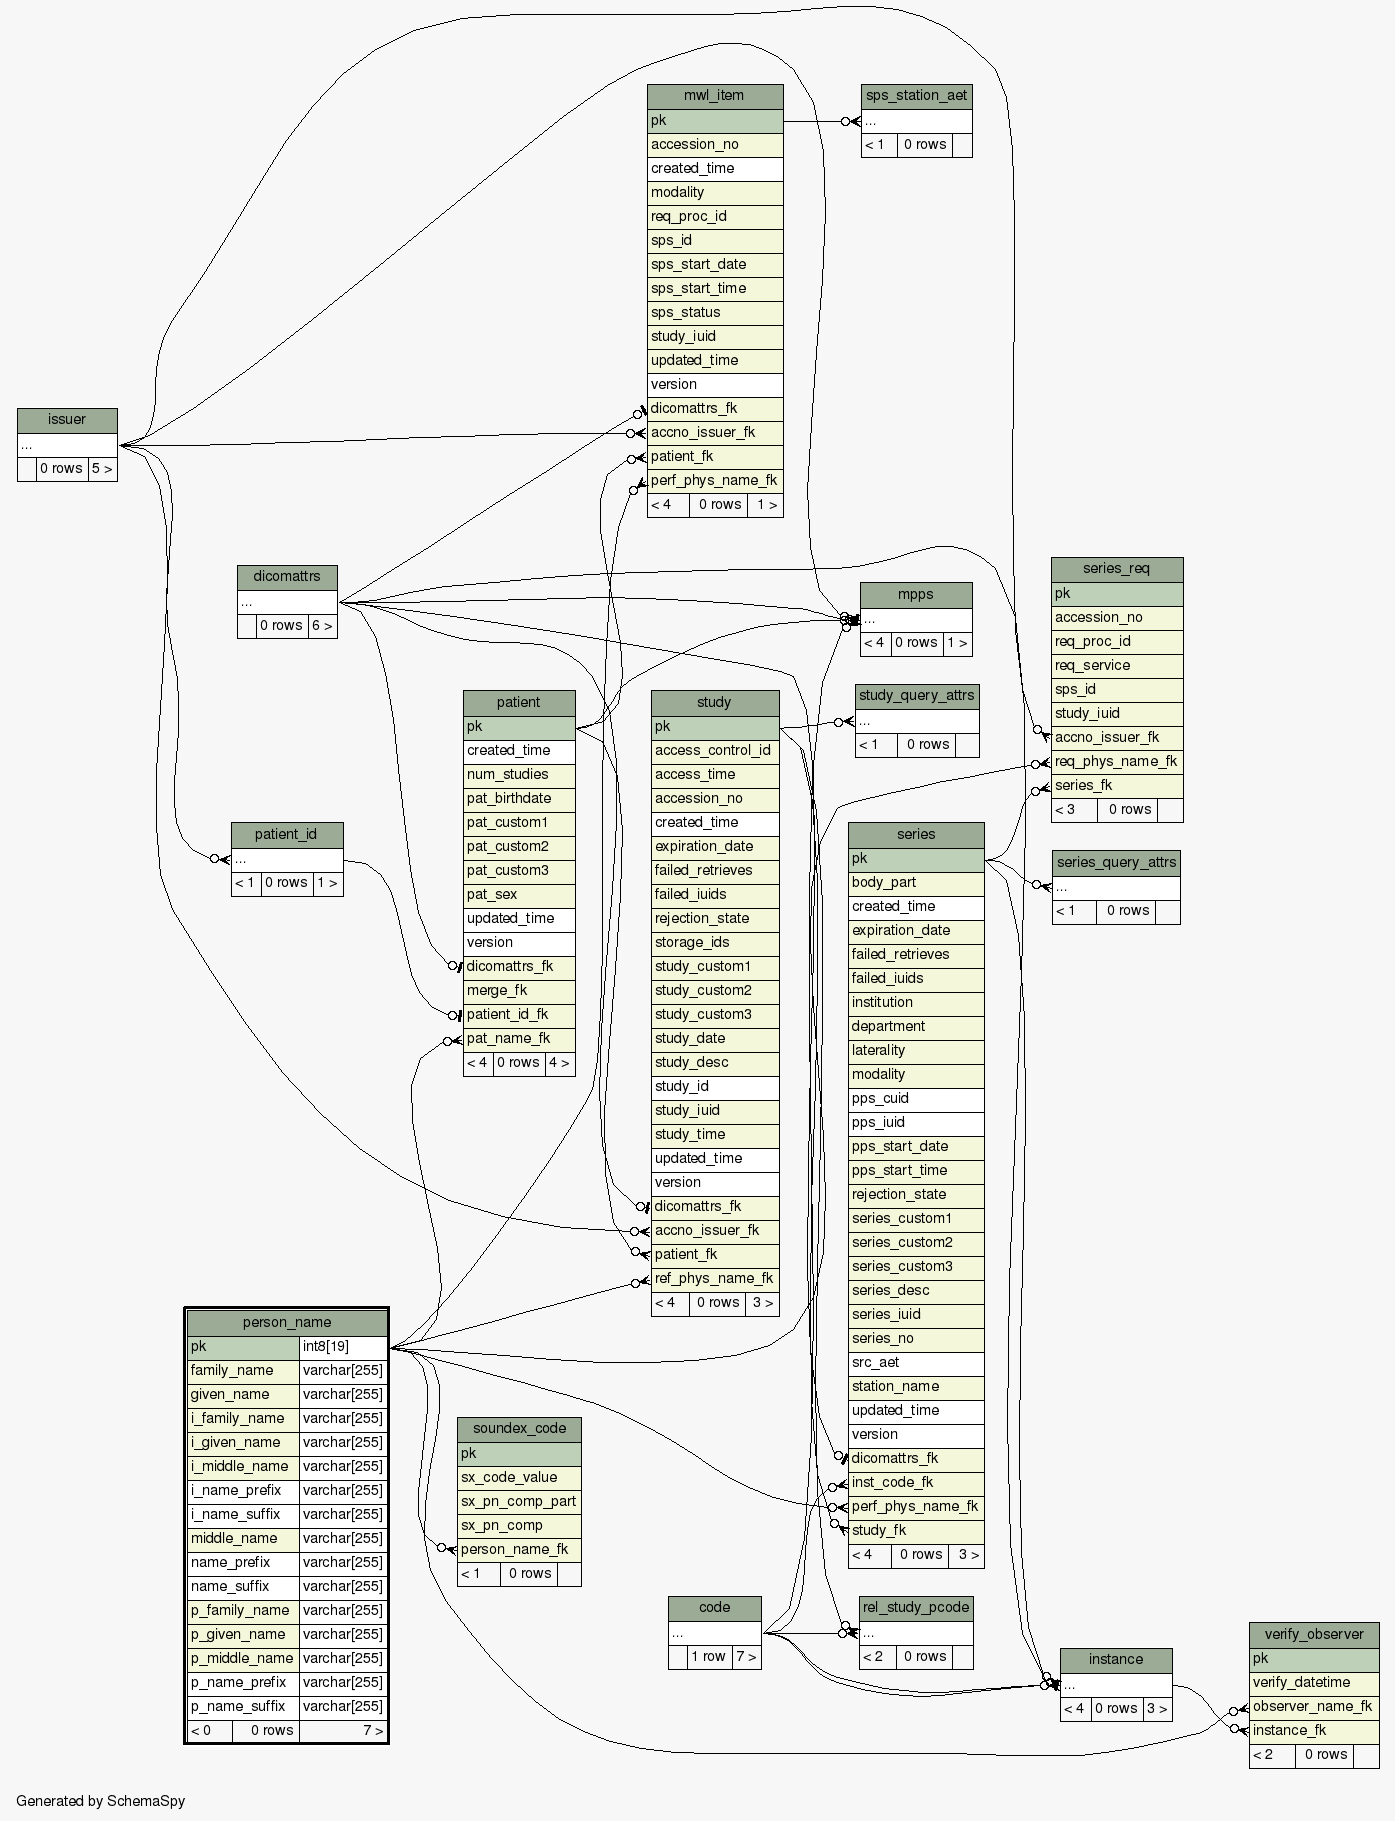 mwl_item
pk
accession_no
created_time
modality
req_proc_id
sps_id
sps_start_date
sps_start_time
sps_status
study_iuid
updated_time
version
dicomattrs_fk
accno_issuer_fk
patient_fk
perf_phys_name_fk
< 4 0 rows 1 >
sps_station_aet
...
< 1 0 rows
issuer
...
0 rows 5 >
dicomattrs
...
0 rows 6 >
mpps
...
< 4 0 rows 1 >
series_req
pk
accession_no
req_proc_id
req_service
sps_id
study_iuid
accno_issuer_fk
req_phys_name_fk
series_fk
< 3 0 rows
patient
pk
created_time
num_studies
pat_birthdate
pat_custom1
pat_custom2
pat_custom3
pat_sex
updated_time
version
dicomattrs_fk
merge_fk
patient_id_fk
pat_name_fk
< 4 0 rows 4 >
study
pk
access_control_id
access_time
accession_no
created_time
expiration_date
failed_retrieves
failed_iuids
rejection_state
storage_ids
study_custom1
study_custom2
study_custom3
study_date
study_desc
study_id
study_iuid
study_time
updated_time
version
dicomattrs_fk
accno_issuer_fk
patient_fk
ref_phys_name_fk
< 4 0 rows 3 >
study_query_attrs
...
< 1 0 rows
patient_id
...
< 1 0 rows 1 >
series
pk
body_part
created_time
expiration_date
failed_retrieves
failed_iuids
institution
department
laterality
modality
pps_cuid
pps_iuid
pps_start_date
pps_start_time
rejection_state
series_custom1
series_custom2
series_custom3
series_desc
series_iuid
series_no
src_aet
station_name
updated_time
version
dicomattrs_fk
inst_code_fk
perf_phys_name_fk
study_fk
< 4 0 rows 3 >
series_query_attrs
...
< 1 0 rows
person_name
pk int8[19]
family_name varchar[255]
given_name varchar[255]
i_family_name varchar[255]
i_given_name varchar[255]
i_middle_name varchar[255]
i_name_prefix varchar[255]
i_name_suffix varchar[255]
middle_name varchar[255]
name_prefix varchar[255]
name_suffix varchar[255]
p_family_name varchar[255]
p_given_name varchar[255]
p_middle_name varchar[255]
p_name_prefix varchar[255]
p_name_suffix varchar[255]
< 0 0 rows 7 >
soundex_code
pk
sx_code_value
sx_pn_comp_part
sx_pn_comp
person_name_fk
< 1 0 rows
code
...
1 row 7 >
rel_study_pcode
...
< 2 0 rows
instance
...
< 4 0 rows 3 >
verify_observer
pk
verify_datetime
observer_name_fk
instance_fk
< 2 0 rows
Generated by SchemaSpy